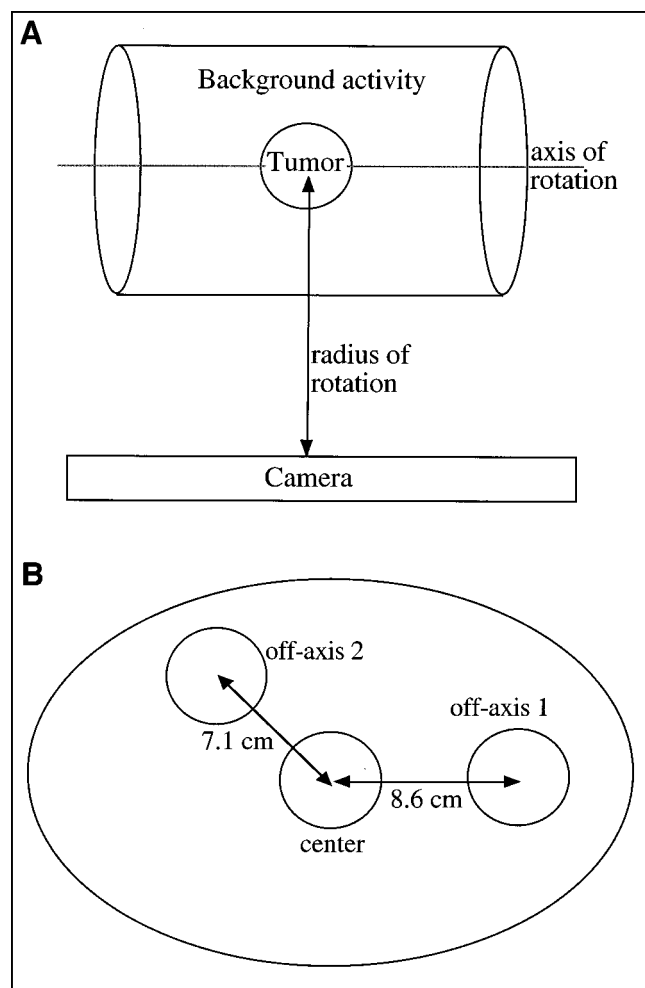 A
Background activity
Tumor
axis of
rotation
radius of
rotation
Camera
B
off-axis 2
off-axis 1
7.1 cm
8.6 cm
center